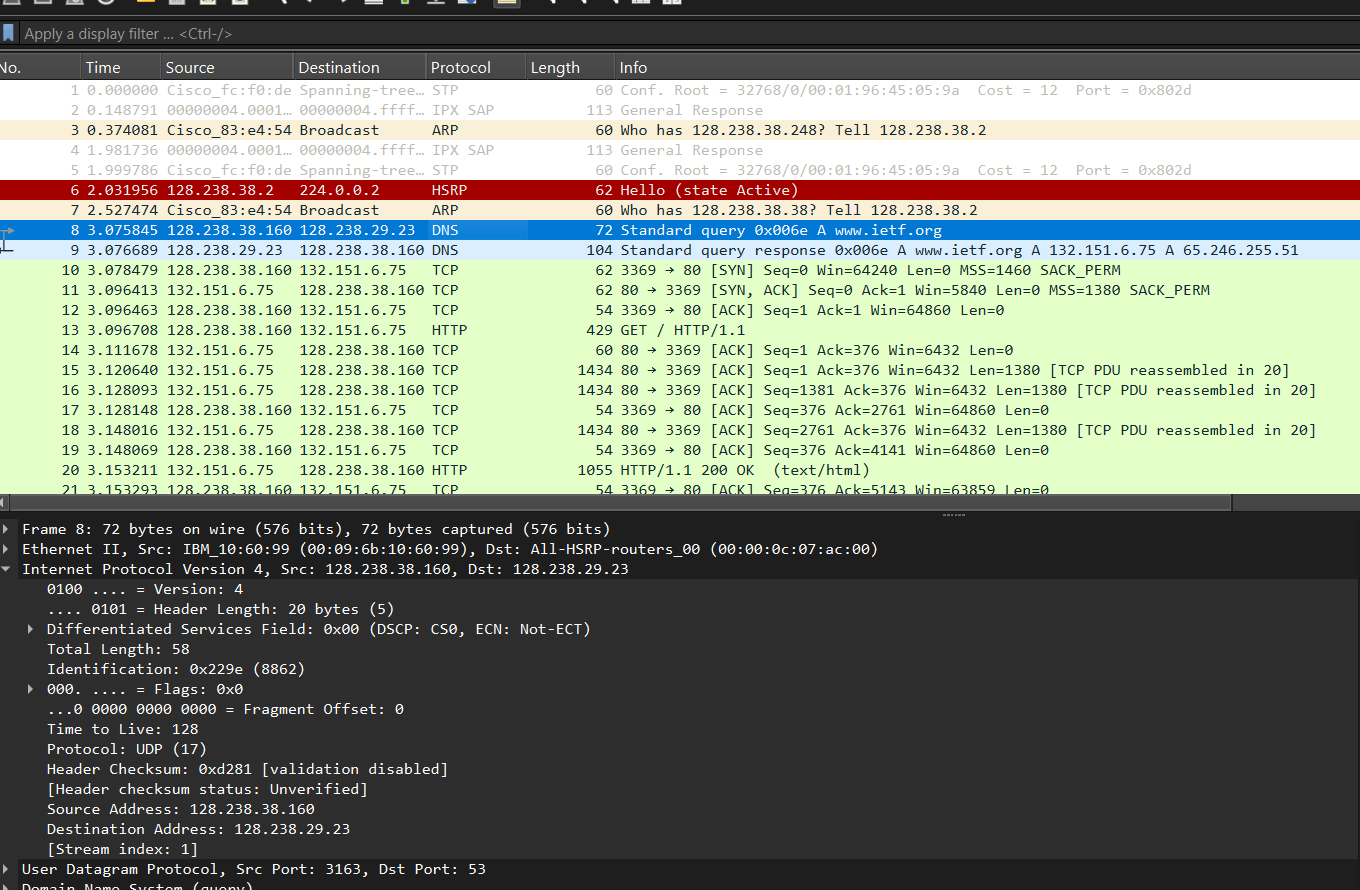 Apply a display filter ... <Ctrl-/>
No. Time Source Destination Protocol Length Info
1 0.000000 Cisco_fc:f0:de Spanning-tree… STP 60 Conf. Root = 32768/0/00:01:96:45:05:9a  Cost = 12  Port = 0x802d
2 0.148791 00000004.0001… 00000004.ffff… IPX SAP 113 General Response
3 0.374081 Cisco_83:e4:54 Broadcast ARP 60 Who has 128.238.38.248? Tell 128.238.38.2
4 1.981736 00000004.0001… 00000004.ffff… IPX SAP 113 General Response
5 1.999786 Cisco_fc:f0:de Spanning-tree… STP 60 Conf. Root = 32768/0/00:01:96:45:05:9a  Cost = 12  Port = 0x802d
6 2.031956 128.238.38.2 224.0.0.2 HSRP 62 Hello (state Active)
7 2.527474 Cisco_83:e4:54 Broadcast ARP 60 Who has 128.238.38.38? Tell 128.238.38.2
8 3.075845 128.238.38.160 128.238.29.23 DNS 72 Standard query 0x006e A www.ietf.org
9 3.076689 128.238.29.23 128.238.38.160 DNS 104 Standard query response 0x006e A www.ietf.org A 132.151.6.75 A 65.246.255.51
10 3.078479 128.238.38.160 132.151.6.75 TCP 62 3369 → 80 [SYN] Seq=0 Win=64240 Len=0 MSS=1460 SACK_PERM
11 3.096413 132.151.6.75 128.238.38.160 TCP 62 80 → 3369 [SYN, ACK] Seq=0 Ack=1 Win=5840 Len=0 MSS=1380 SACK_PERM
12 3.096463 128.238.38.160 132.151.6.75 TCP 54 3369 → 80 [ACK] Seq=1 Ack=1 Win=64860 Len=0
13 3.096708 128.238.38.160 132.151.6.75 HTTP 429 GET / HTTP/1.1
14 3.111678 132.151.6.75 128.238.38.160 TCP 60 80 → 3369 [ACK] Seq=1 Ack=376 Win=6432 Len=0
15 3.120640 132.151.6.75 128.238.38.160 TCP 1434 80 → 3369 [ACK] Seq=1 Ack=376 Win=6432 Len=1380 [TCP PDU reassembled in 20]
16 3.128093 132.151.6.75 128.238.38.160 TCP 1434 80 → 3369 [ACK] Seq=1381 Ack=376 Win=6432 Len=1380 [TCP PDU reassembled in 20]
17 3.128148 128.238.38.160 132.151.6.75 TCP 54 3369 → 80 [ACK] Seq=376 Ack=2761 Win=64860 Len=0
18 3.148016 132.151.6.75 128.238.38.160 TCP 1434 80 → 3369 [ACK] Seq=2761 Ack=376 Win=6432 Len=1380 [TCP PDU reassembled in 20]
19 3.148069 128.238.38.160 132.151.6.75 TCP 54 3369 → 80 [ACK] Seq=376 Ack=4141 Win=64860 Len=0
20 3.153211 132.151.6.75 128.238.38.160 HTTP 1055 HTTP/1.1 200 OK  (text/html)
21 3.153293 128.238.38.160 132.151.6.75 TCP 54 3369 → 80 [ACK] Seq=376 Ack=5143 Win=63859 Len=0
Frame 8: 72 bytes on wire (576 bits), 72 bytes captured (576 bits)
Ethernet II, Src: IBM_10:60:99 (00:09:6b:10:60:99), Dst: All-HSRP-routers_00 (00:00:0c:07:ac:00)
Internet Protocol Version 4, Src: 128.238.38.160, Dst: 128.238.29.23
0100 .... = Version: 4
.... 0101 = Header Length: 20 bytes (5)
Differentiated Services Field: 0x00 (DSCP: CS0, ECN: Not-ECT)
Total Length: 58
Identification: 0x229e (8862)
000. .... = Flags: 0x0
...0 0000 0000 0000 = Fragment Offset: 0
Time to Live: 128
Protocol: UDP (17)
Header Checksum: 0xd281 [validation disabled]
[Header checksum status: Unverified]
Source Address: 128.238.38.160
Destination Address: 128.238.29.23
[Stream index: 1]
User Datagram Protocol, Src Port: 3163, Dst Port: 53
Domain Name System (query)